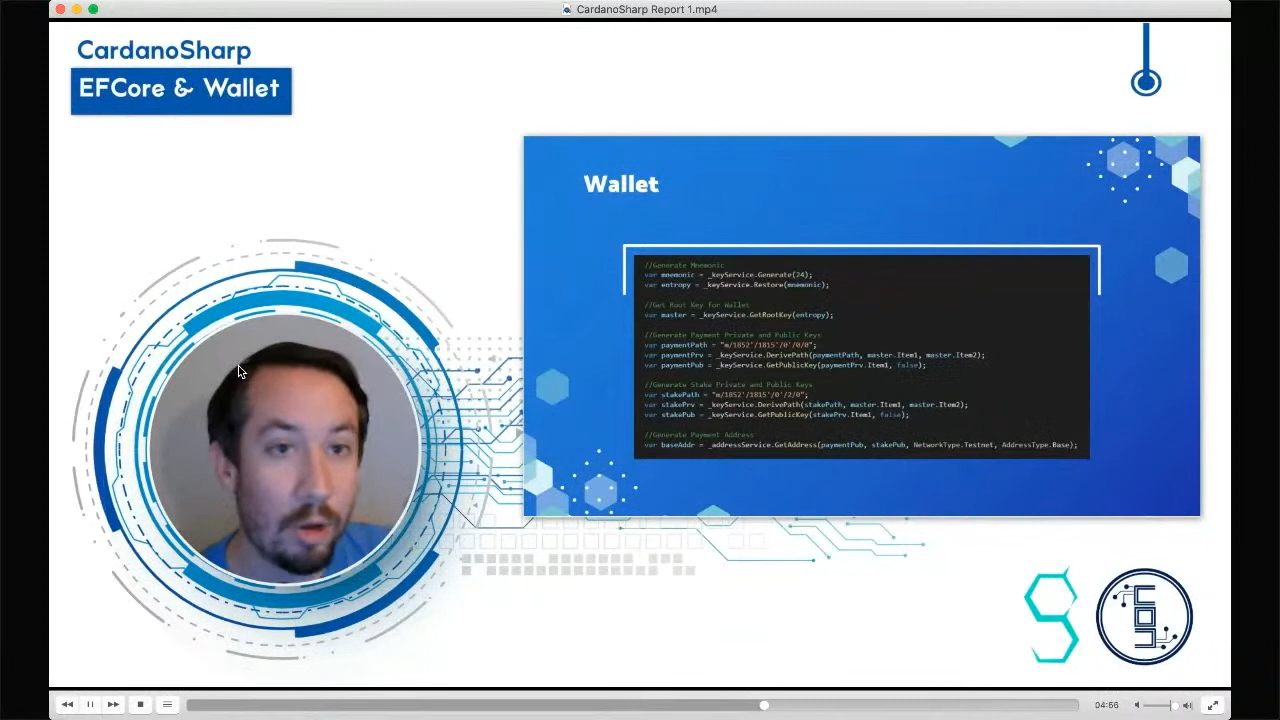 CardanoSharp Report 1.mp4
CardanoSharp
EFCore & Wallet
Wallet
//Generate Mnemonic
var mnemonic = _keyService.Generate(24);
var entropy = _keyService.Restore(mnemonic);
//Get Root Key for Wallet
var master = _keyService.GetRootKey(entropy);
//Generate Payment Private and Public Keys
var paymentPath = "m/1852'/1815'/0'/0/0";
var paymentPrv = _keyService.DerivePath(paymentPath, master.Item1, master.Item2);
var paymentPub = _keyService.GetPublicKey(paymentPrv.Item1, false);
//Generate Stake Private and Public Keys
var stakePath = "m/1852'/1815'/0'/2/0";
var stakePrv = _keyService.DerivePath(stakePath, master.Item1, master.Item2);
var stakePub = _keyService.GetPublicKey(stakePrv.Item1, false);
//Generate Payment Address
var baseAddr = _addressService.GetAddress(paymentPub, stakePub, NetworkType.Testnet, AddressType.Base);
04:56